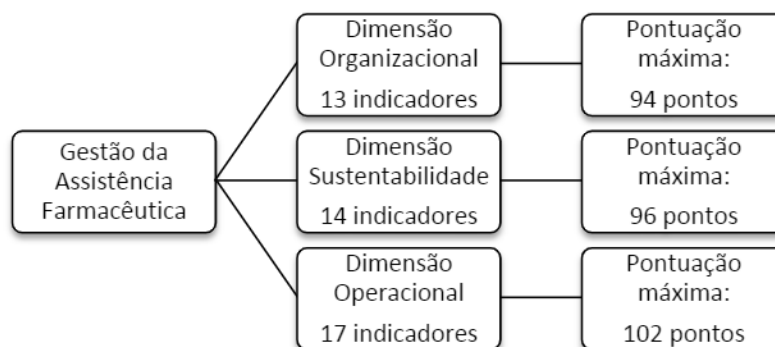 Gestão da
Assistência
Farmacêutica
Dimensão
Organizacional
13 indicadores
Pontuação
máxima:
94 pontos
Dimensão
Sustentabilidade
14 indicadores
Pontuação
máxima:
96 pontos
Dimensão
Operacional
17 indicadores
Pontuação
máxima:
102 pontos